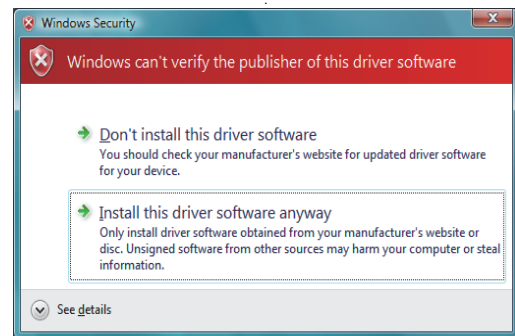 Windows Security
Windows can't verify the publisher of this driver software
Don't install this driver software
You should check your manufacturer's website for updated driver software
for your device.
Install this driver software anyway
Only install driver software obtained from your manufacturer's website or
disc. Unsigned software from other sources may harm your computer or steal
information.
See details